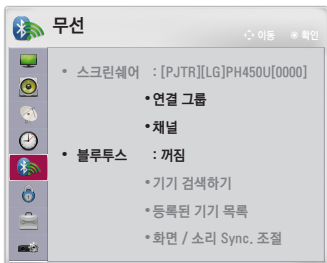 무선
이동 확인
• 스크린쉐어 : [PJTR][LG]PH450U[0000]
• 연결 그룹
• 채널
• 블루투스 : 꺼짐
• 기기 검색하기
• 등록된 기기 목록
• 화면 / 소리 Sync. 조절